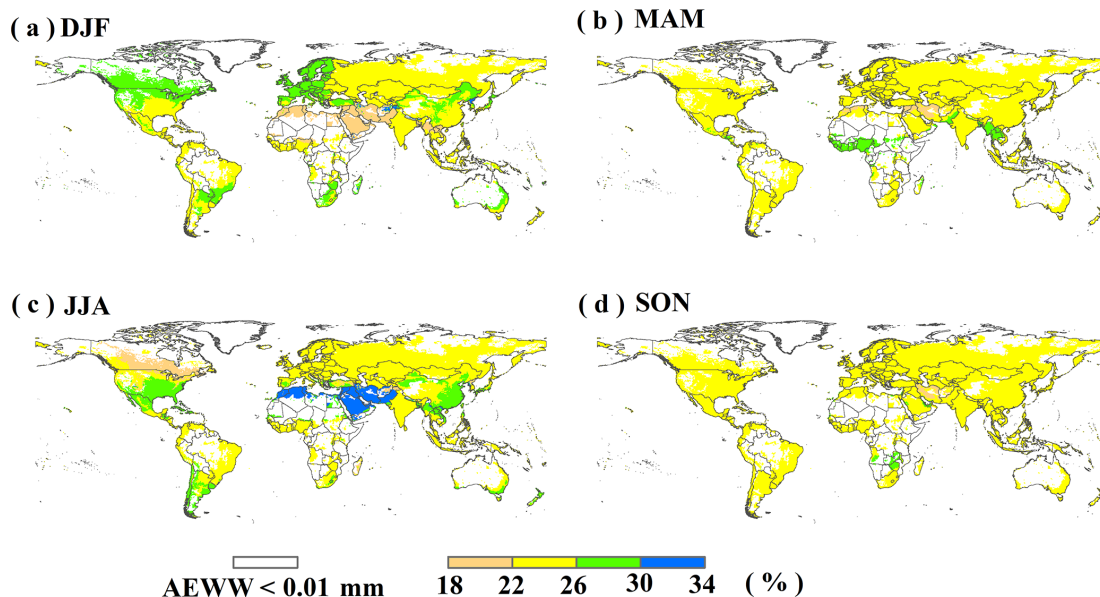 ( a ) DJF
( b ) MAM
( c ) JJA
( d ) SON
AEWW < 0.01 mm
18 22 26 30 34 ( % )